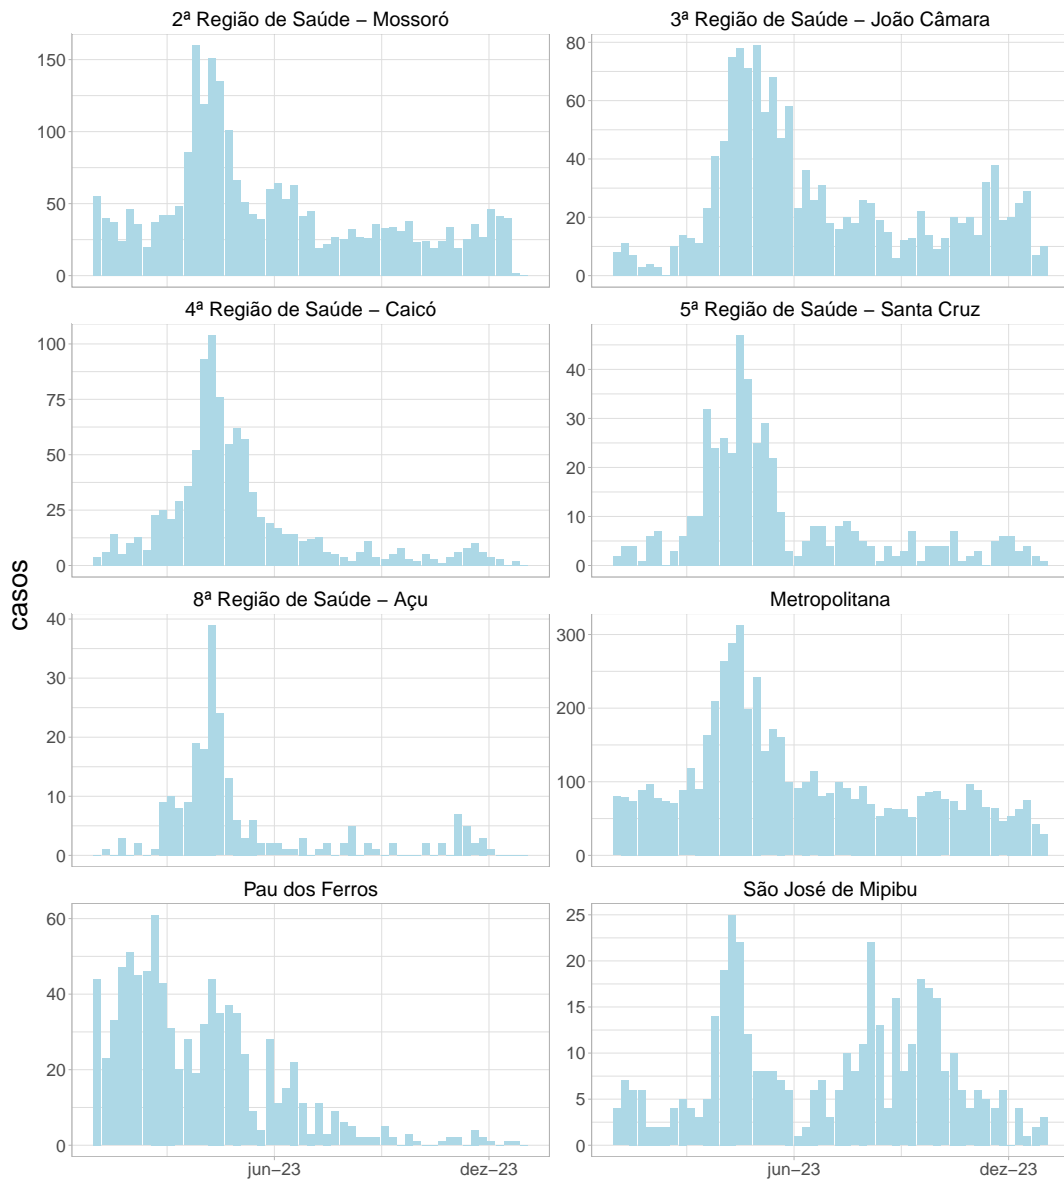 2ª Região de Saúde – Mossoró
3ª Região de Saúde – João Câmara
150
100
50
0
80
60
40
20
0
4ª Região de Saúde – Caicó
5ª Região de Saúde – Santa Cruz
100
75
50
25
0
40
30
20
10
0
casos
8ª Região de Saúde – Açu
Metropolitana
40
30
20
10
0
300
200
100
0
Pau dos Ferros
São José de Mipibu
60
40
20
0
25
20
15
10
5
0
jun–23
dez–23
jun–23
dez–23